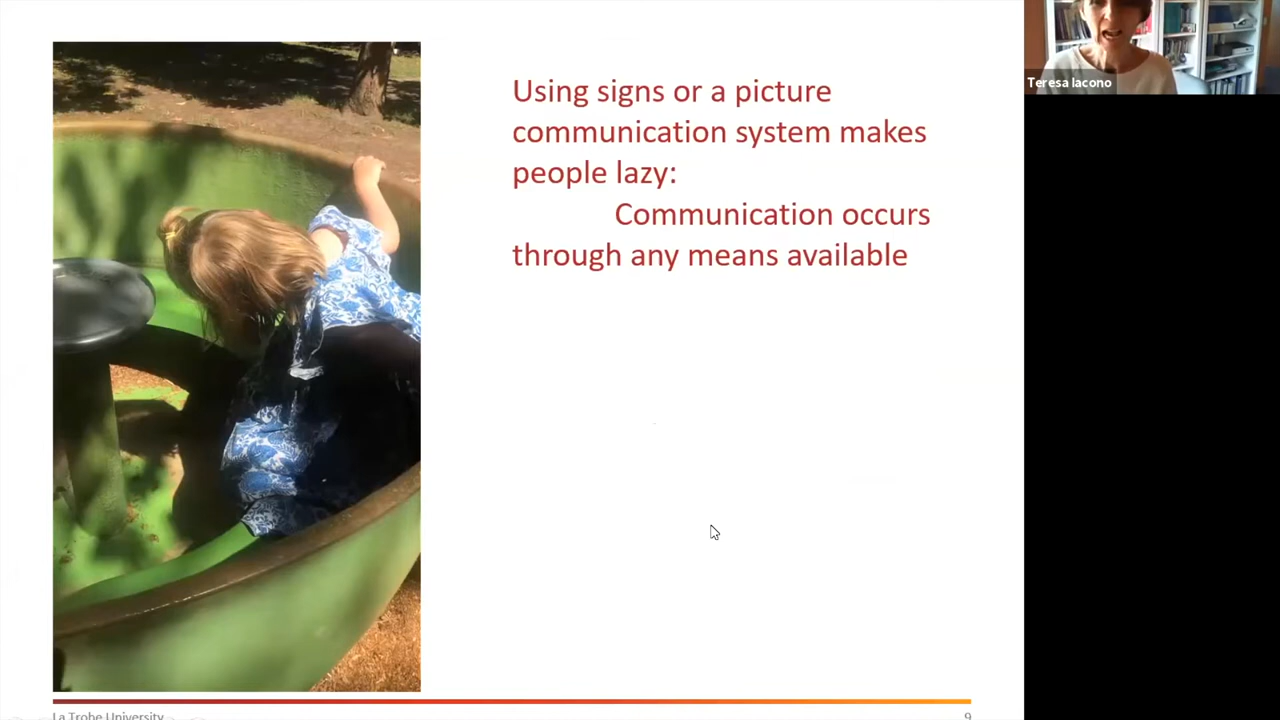 Using signs or a picture
communication system makes
people lazy:
Communication occurs
through any means available
Teresa Iacono
La Trobe University
9